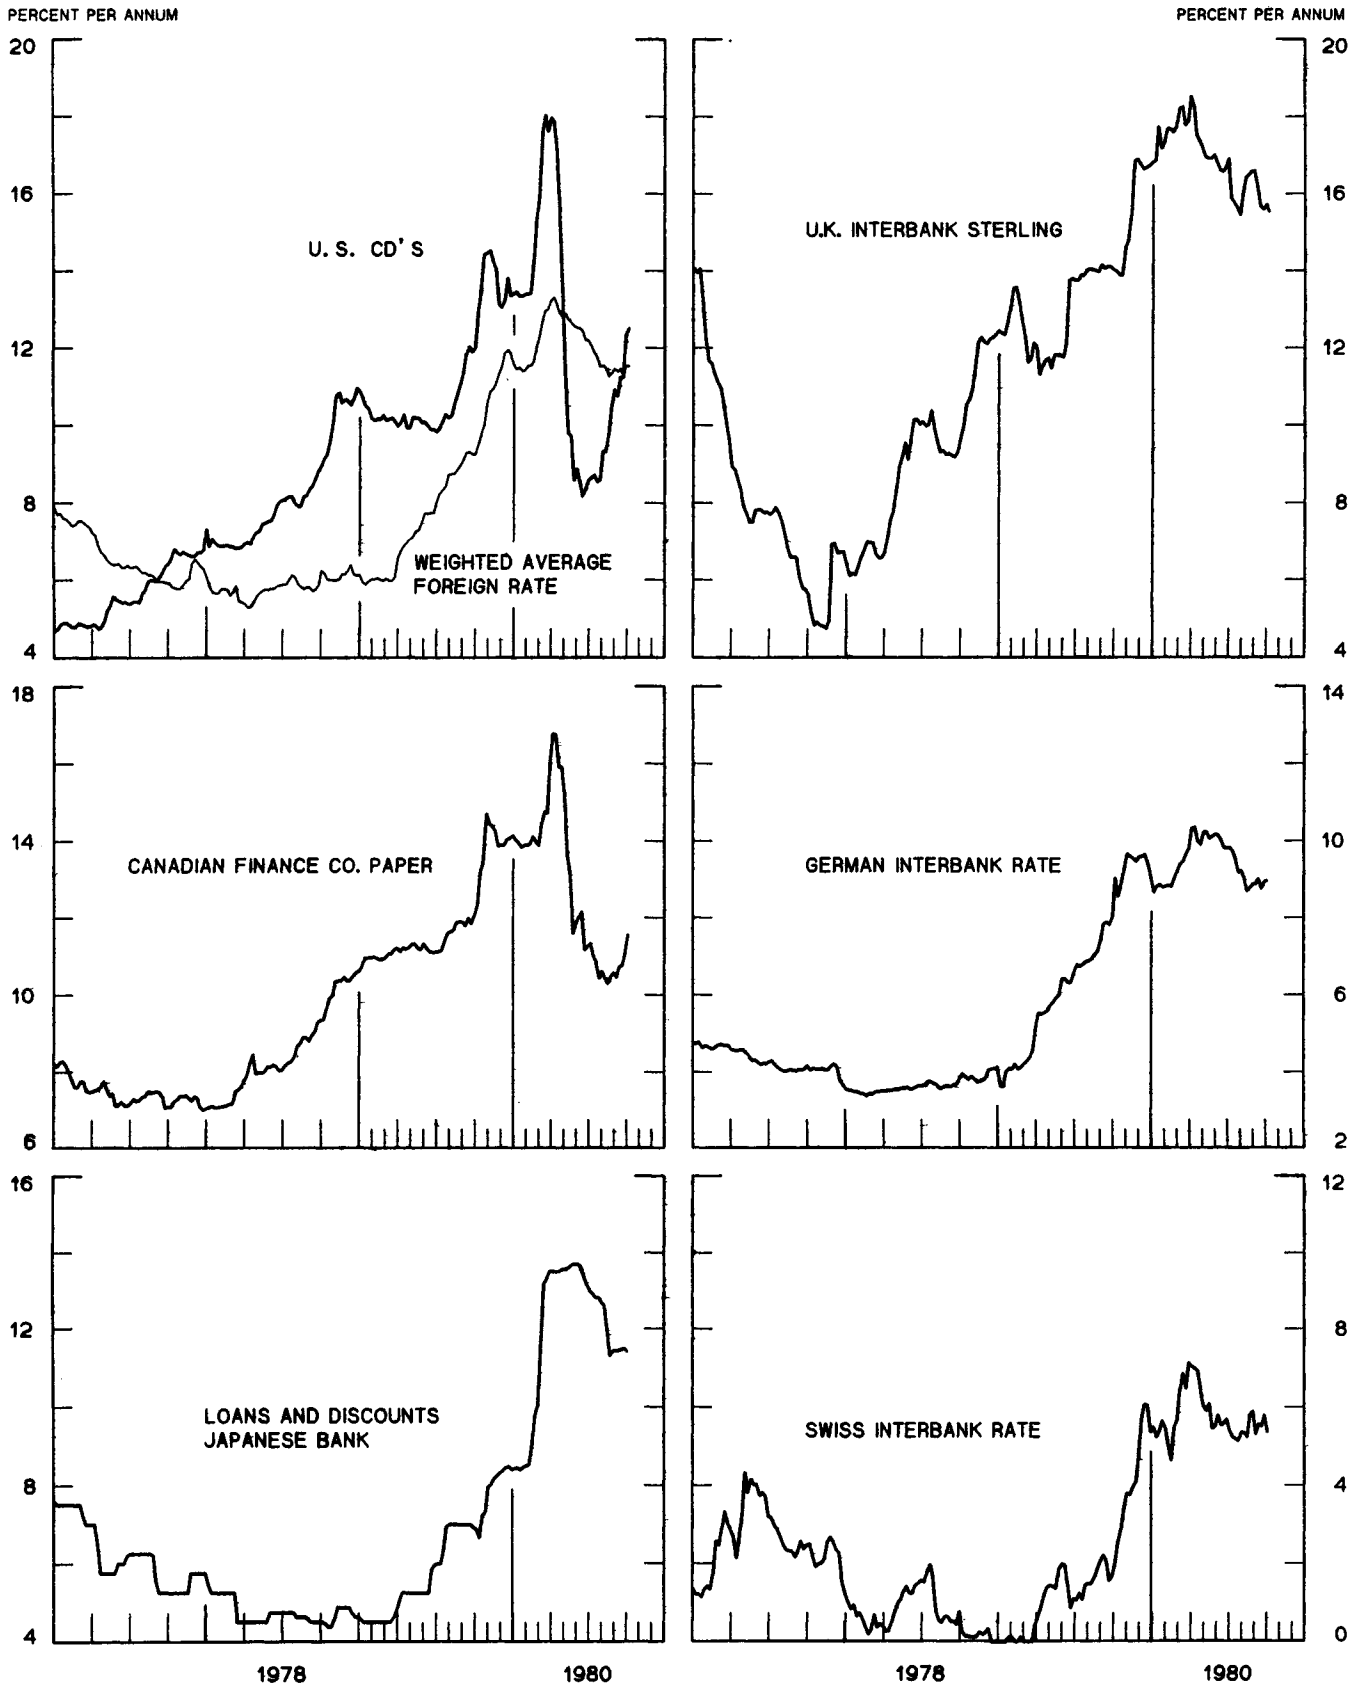 PERCENT PER ANNUM
PERCENT PER ANNUM
20
16
12
8
4
U. S. CD'S
WEIGHTED AVERAGE
FOREIGN RATE
20
16
12
8
4
U.K. INTERBANK STERLING
18
14
10
6
CANADIAN FINANCE CO. PAPER
14
10
6
2
GERMAN INTERBANK RATE
16
12
8
4
LOANS AND DISCOUNTS
JAPANESE BANK
12
8
4
0
SWISS INTERBANK RATE
1978
1980
1978
1980